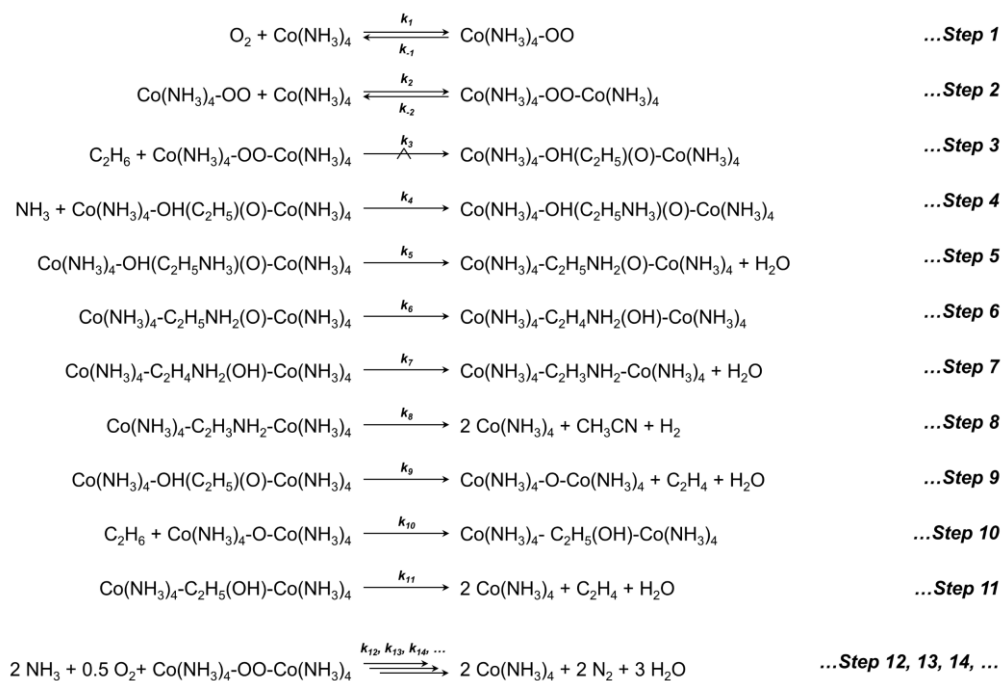 O₂ + Co(NH₃)₄ k₁ k₋₁ Co(NH₃)₄-OO ...Step 1
Co(NH₃)₄-OO + Co(NH₃)₄ k₂ k₋₂ Co(NH₃)₄-OO-Co(NH₃)₄ ...Step 2
C₂H₆ + Co(NH₃)₄-OO-Co(NH₃)₄ k₃ Co(NH₃)₄-OH(C₂H₅)(O)-Co(NH₃)₄ ...Step 3
NH₃ + Co(NH₃)₄-OH(C₂H₅)(O)-Co(NH₃)₄ k₄ Co(NH₃)₄-OH(C₂H₅NH₃)(O)-Co(NH₃)₄ ...Step 4
Co(NH₃)₄-OH(C₂H₅NH₃)(O)-Co(NH₃)₄ k₅ Co(NH₃)₄-C₂H₅NH₂(O)-Co(NH₃)₄ + H₂O ...Step 5
Co(NH₃)₄-C₂H₅NH₂(O)-Co(NH₃)₄ k₆ Co(NH₃)₄-C₂H₄NH₂(OH)-Co(NH₃)₄ ...Step 6
Co(NH₃)₄-C₂H₄NH₂(OH)-Co(NH₃)₄ k₇ Co(NH₃)₄-C₂H₃NH₂-Co(NH₃)₄ + H₂O ...Step 7
Co(NH₃)₄-C₂H₃NH₂-Co(NH₃)₄ k₈ 2 Co(NH₃)₄ + CH₃CN + H₂ ...Step 8
Co(NH₃)₄-OH(C₂H₅)(O)-Co(NH₃)₄ k₉ Co(NH₃)₄-O-Co(NH₃)₄ + C₂H₄ + H₂O ...Step 9
C₂H₆ + Co(NH₃)₄-O-Co(NH₃)₄ k₁₀ Co(NH₃)₄- C₂H₅(OH)-Co(NH₃)₄ ...Step 10
Co(NH₃)₄-C₂H₅(OH)-Co(NH₃)₄ k₁₁ 2 Co(NH₃)₄ + C₂H₄ + H₂O ...Step 11
2 NH₃ + 0.5 O₂+ Co(NH₃)₄-OO-Co(NH₃)₄ k₁₂, k₁₃, k₁₄, ... 2 Co(NH₃)₄ + 2 N₂ + 3 H₂O ...Step 12, 13, 14, ...